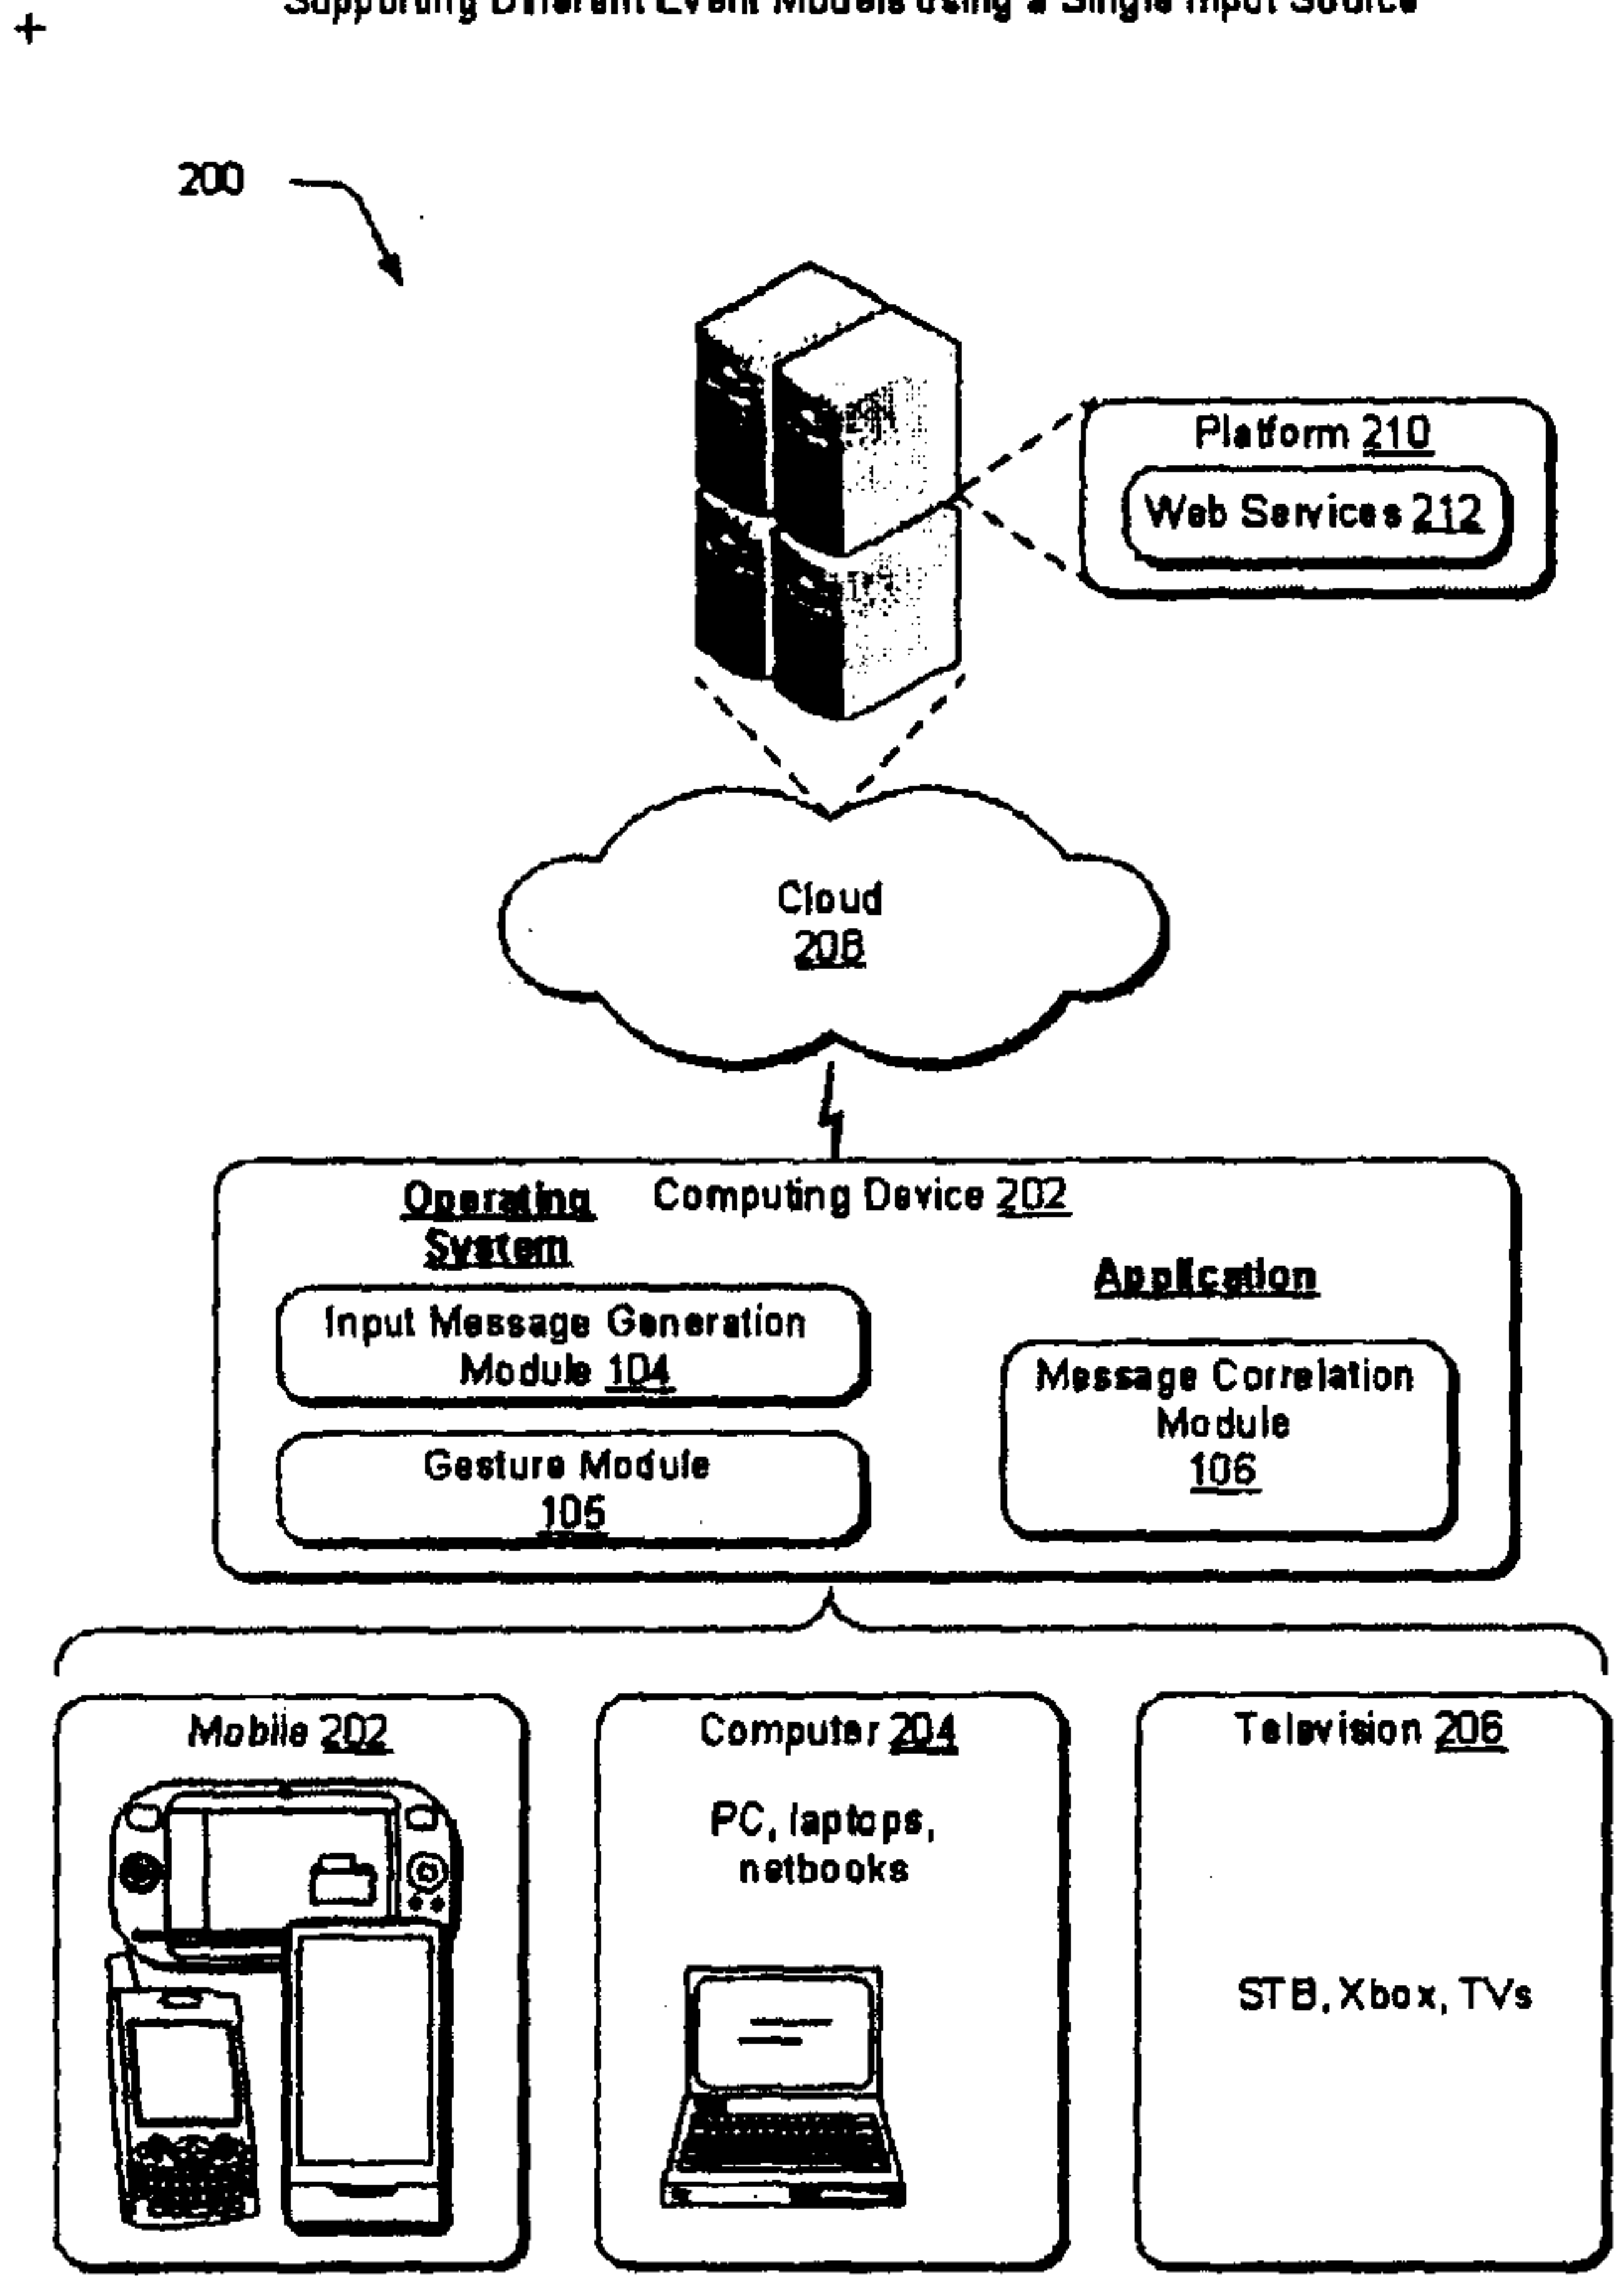 Supporting Different Event Models using a Single Input Source
200
Platform 210
Web Services 212
Cloud
208
Computing Device 202
Operating
System
Application
Input Message Generation
Module 104
Message Correlation
Module
106
Gesture Module
105
Mobile 202
Computer 204
PC, laptops,
netbooks
Television 206
STB, Xbox, TVs